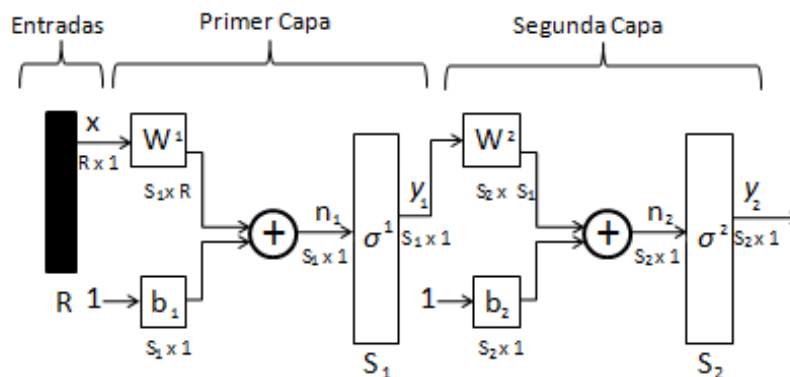 Entradas
Primer Capa
Segunda Capa
x
R x 1
W¹
S₁ x R
n₁
S₁ x 1
σ¹
y₁
S₁ x 1
W²
S₂ x S₁
n₂
S₂ x 1
σ²
y₂
S₂ x 1
R
1
b₁
S₁ x 1
S₁
1
b₂
S₂ x 1
S₂